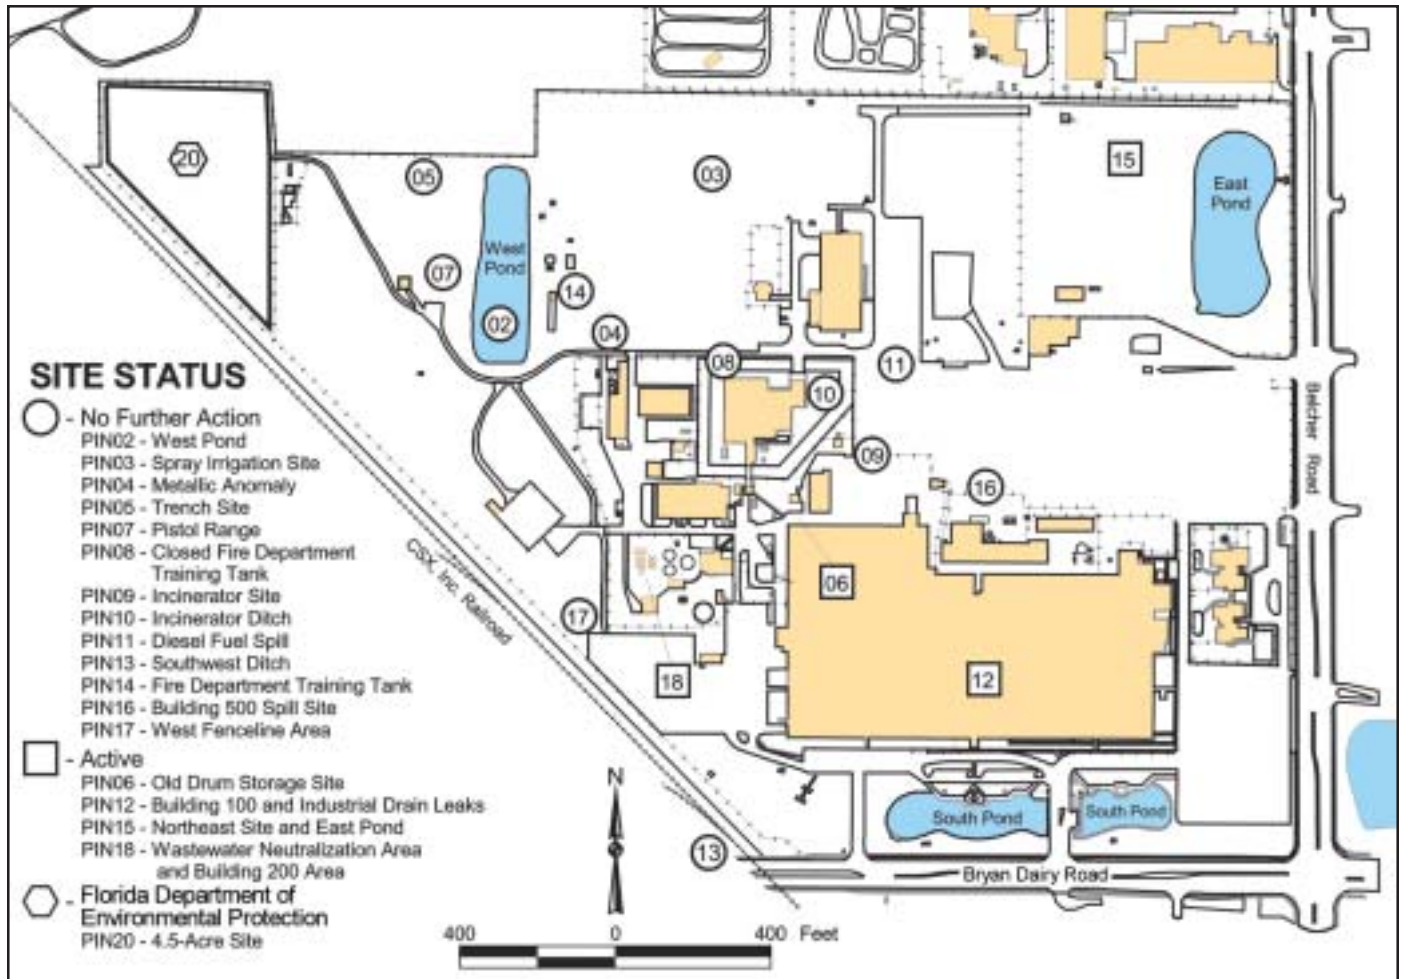 20
05
03
15
East
Pond
West
Pond
07
14
02
04
08
11
10
09
16
06
17
18
12
13
Belcher Road
CSX, Inc. Railroad
South Pond
South Pond
Bryan Dairy Road
SITE STATUS
- No Further Action
PIN02 - West Pond
PIN03 - Spray Irrigation Site
PIN04 - Metallic Anomaly
PIN05 - Trench Site
PIN07 - Pistol Range
PIN08 - Closed Fire Department
Training Tank
PIN09 - Incinerator Site
PIN10 - Incinerator Ditch
PIN11 - Diesel Fuel Spill
PIN13 - Southwest Ditch
PIN14 - Fire Department Training Tank
PIN16 - Building 500 Spill Site
PIN17 - West Fenceline Area
- Active
PIN06 - Old Drum Storage Site
PIN12 - Building 100 and Industrial Drain Leaks
PIN15 - Northeast Site and East Pond
PIN18 - Wastewater Neutralization Area
and Building 200 Area
- Florida Department of
Environmental Protection
PIN20 - 4.5-Acre Site
N
400 0 400 Feet